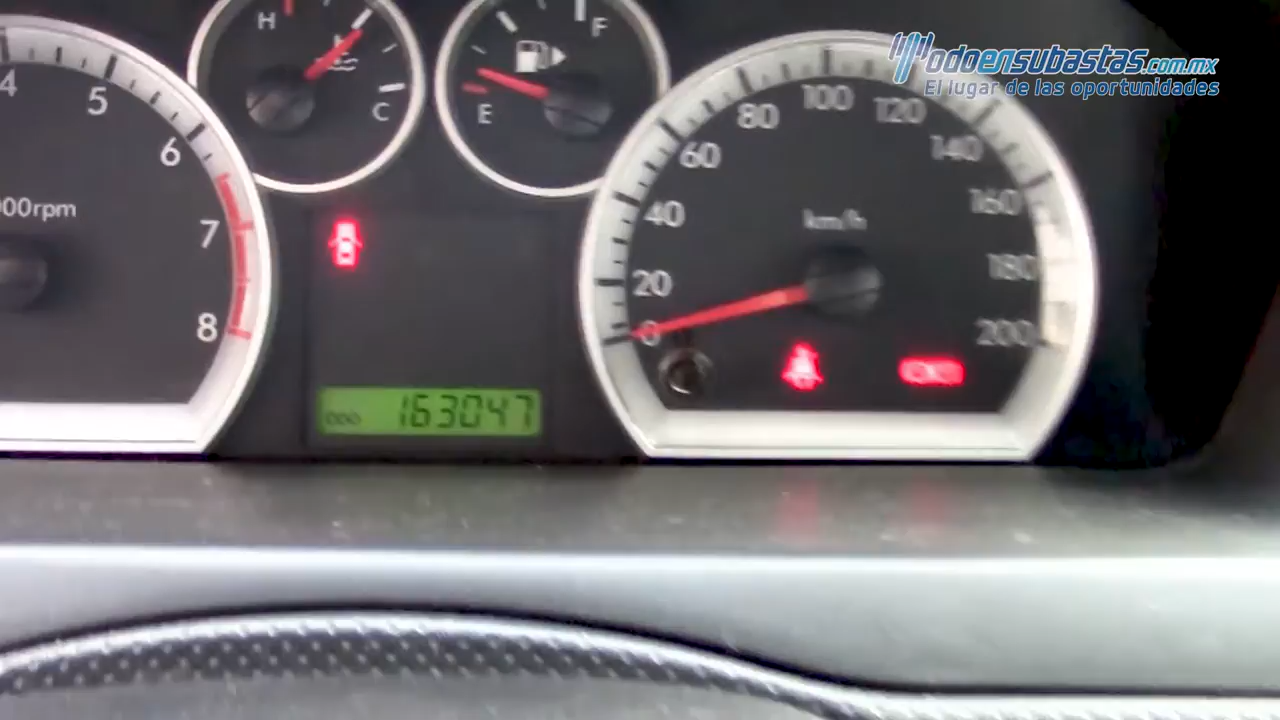 Todoensubastas.com.mx
El lugar de las oportunidades
H
C
F
E
4
5
6
7
8
000rpm
0
20
40
60
80
100
120
140
160
180
200
km/h
ODO 163047